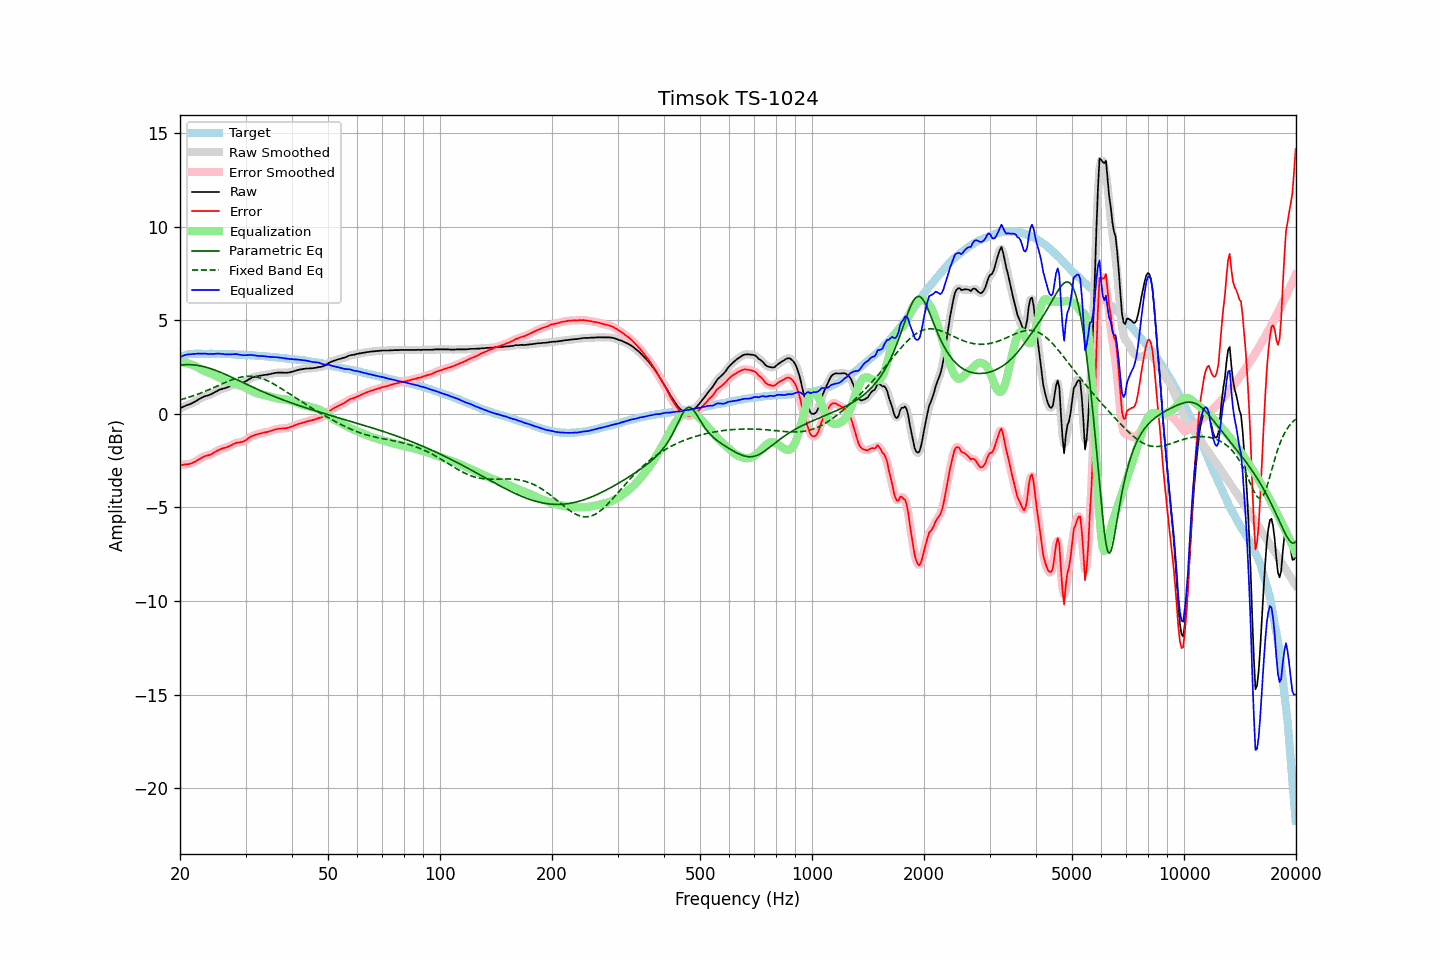 Timsok TS-1024
Target
Raw Smoothed
Error Smoothed
Raw
Error
Equalization
Parametric Eq
Fixed Band Eq
Equalized
15
10
5
0
−5
−10
−15
−20
Amplitude (dBr)
20 50 100 200 500 1000 2000 5000 10000 20000
Frequency (Hz)